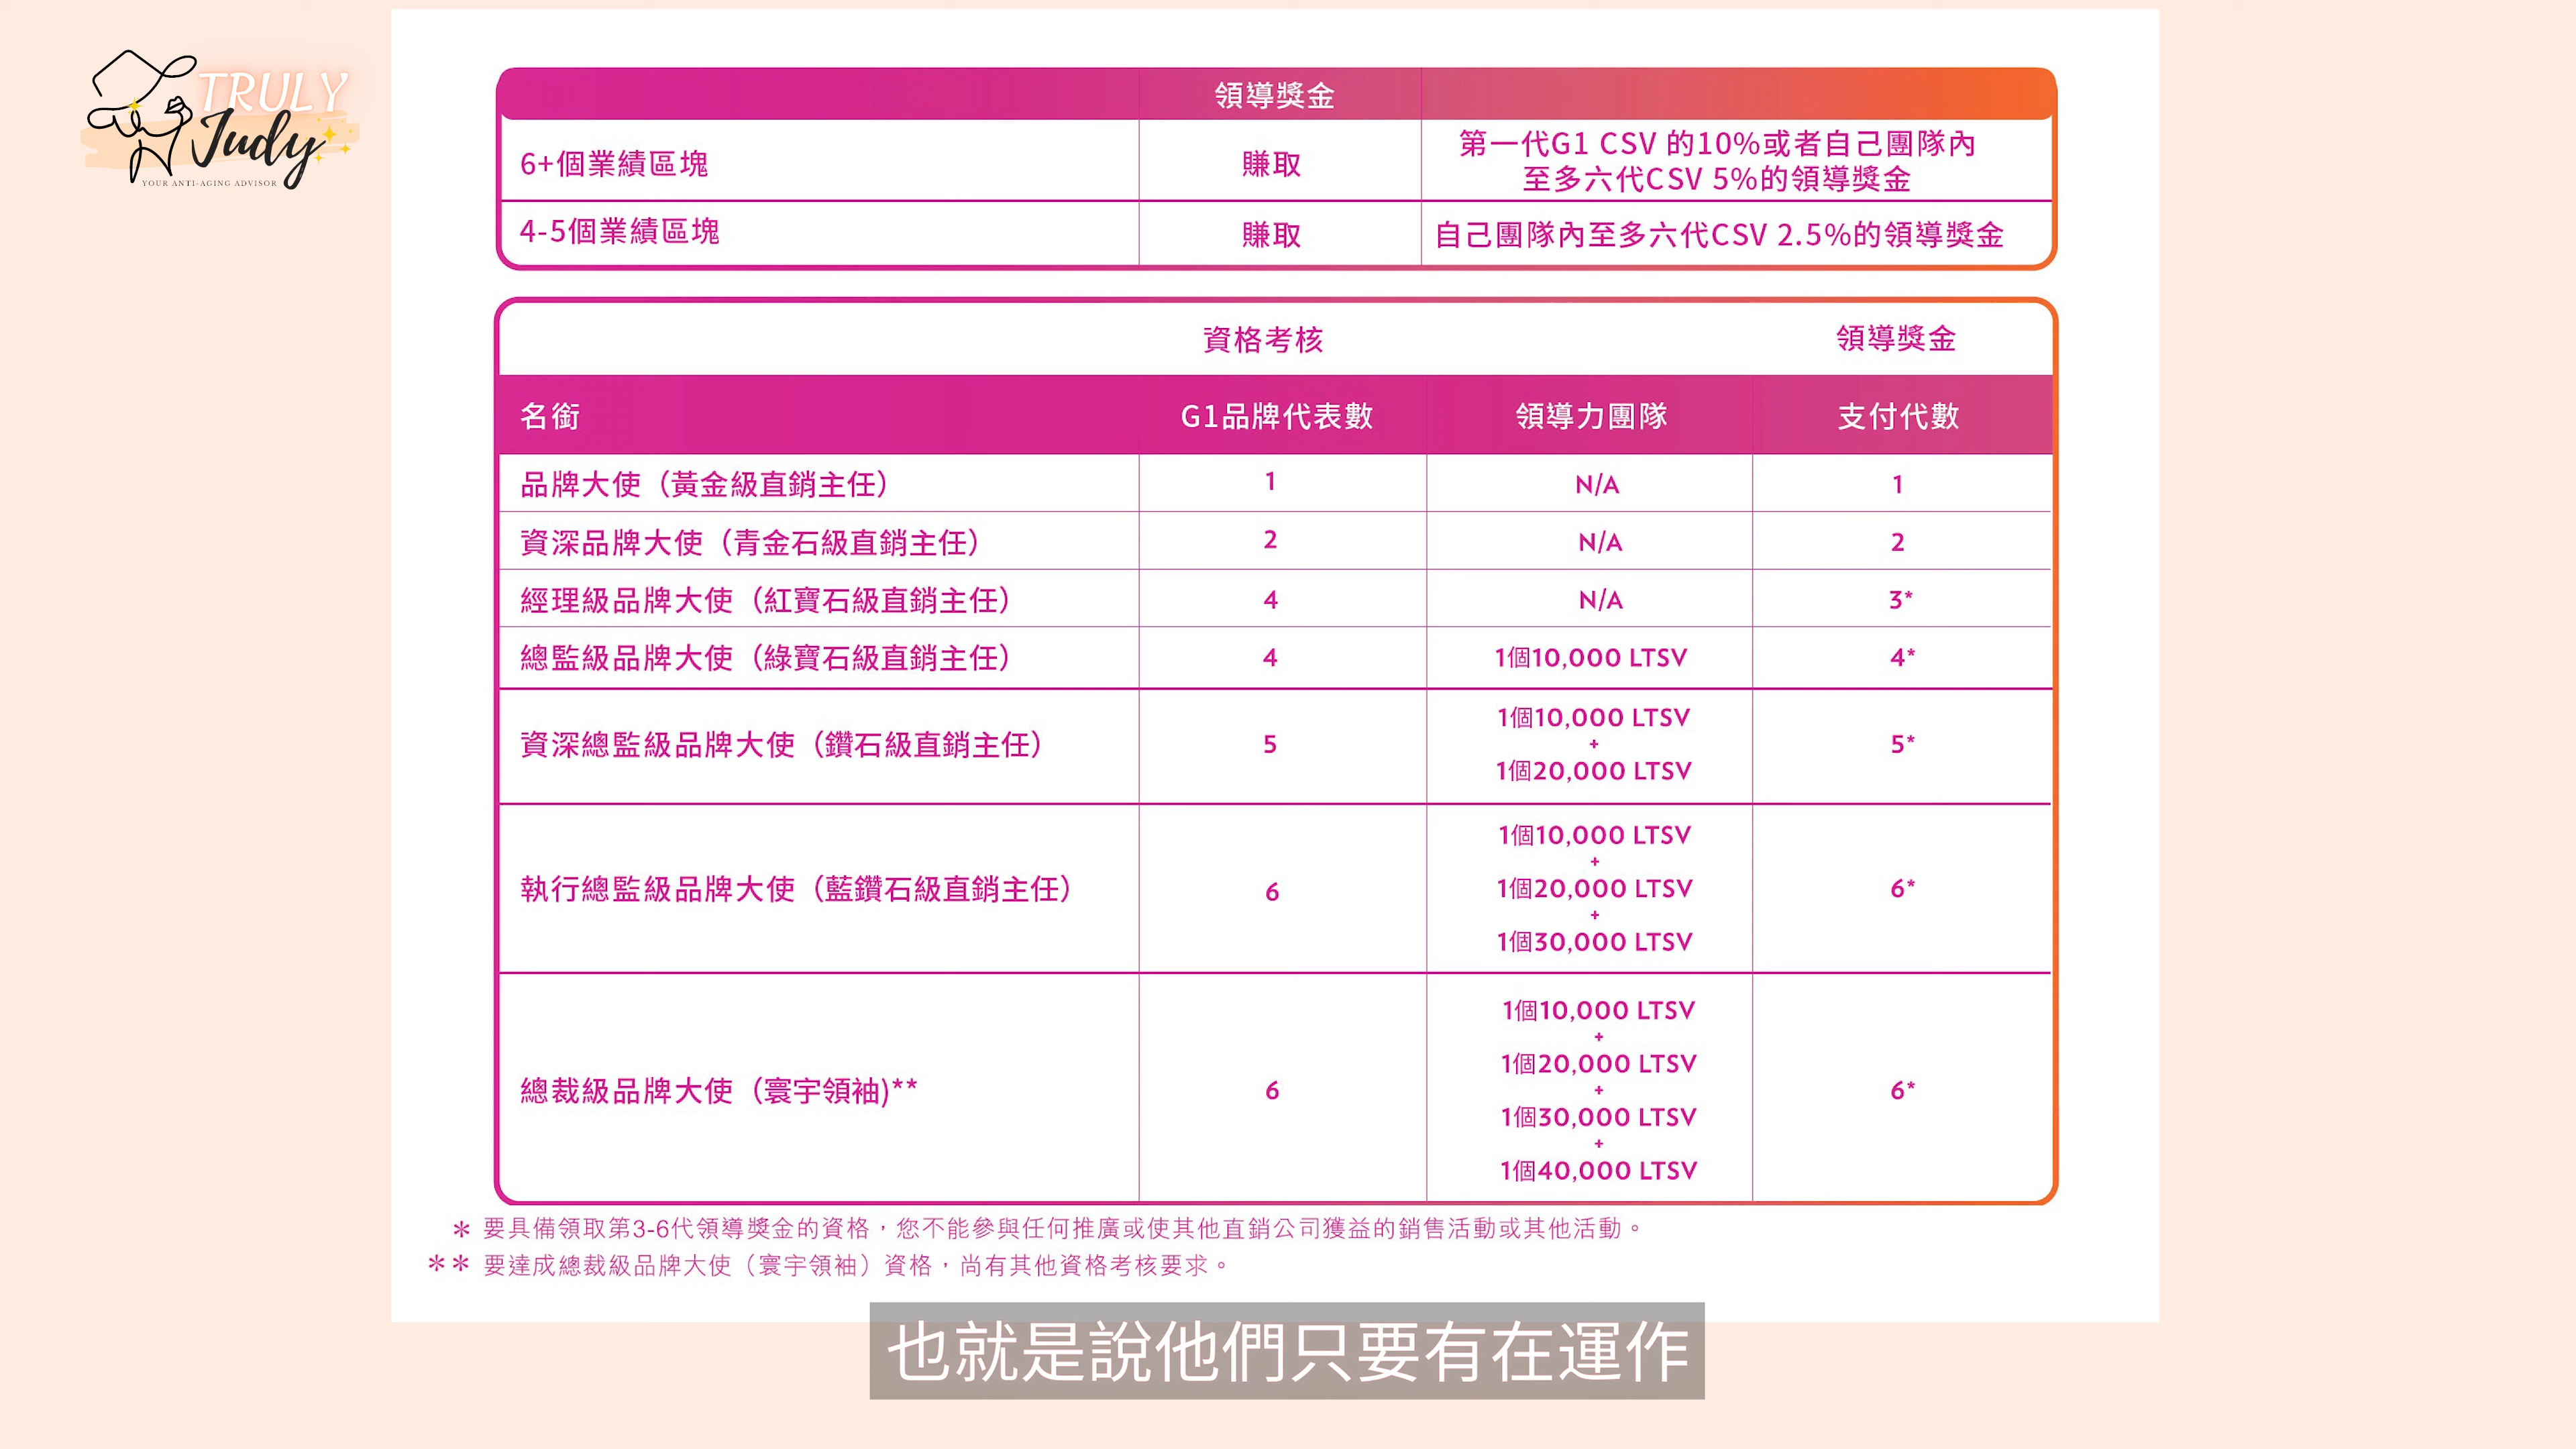 TRULY
Judy
YOUR ANTI-AGING ADVISOR
領導獎金
6+個業績區塊
賺取
第一代G1 CSV 的10%或者自己團隊內
至多六代CSV 5%的領導獎金
4-5個業績區塊
賺取
自己團隊內至多六代CSV 2.5%的領導獎金
資格考核
領導獎金
名銜
G1品牌代表數
領導力團隊
支付代數
品牌大使（黃金級直銷主任）
1
N/A
1
資深品牌大使（青金石級直銷主任）
2
N/A
2
經理級品牌大使（紅寶石級直銷主任）
4
N/A
3*
總監級品牌大使（綠寶石級直銷主任）
4
1個10,000 LTSV
4*
資深總監級品牌大使（鑽石級直銷主任）
5
1個10,000 LTSV
+
1個20,000 LTSV
5*
執行總監級品牌大使（藍鑽石級直銷主任）
6
1個10,000 LTSV
+
1個20,000 LTSV
+
1個30,000 LTSV
6*
總裁級品牌大使（寰宇領袖)**
6
1個10,000 LTSV
+
1個20,000 LTSV
+
1個30,000 LTSV
+
1個40,000 LTSV
6*
＊ 要具備領取第3-6代領導獎金的資格，您不能參與任何推廣或使其他直銷公司獲益的銷售活動或其他活動。
＊＊ 要達成總裁級品牌大使（寰宇領袖）資格，尚有其他資格考核要求。
也就是說他們只要有在運作